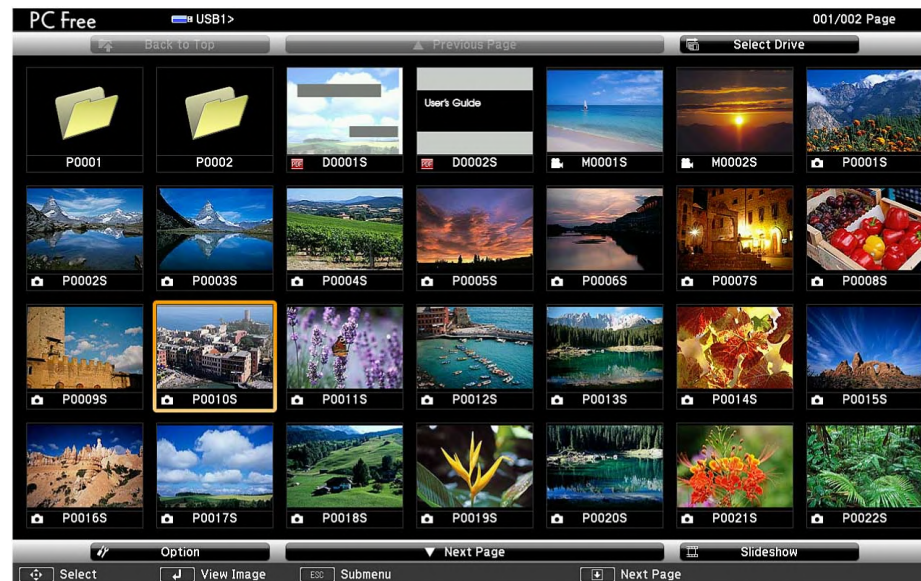 PC Free USB1> 001/002 Page
Back to Top ▲ Previous Page Select Drive
User's Guide
P0001 P0002 PDF D0001S PDF D0002S M0001S M0002S P0001S
P0002S P0003S P0004S P0005S P0006S P0007S P0008S
P0009S P0010S P0011S P0012S P0013S P0014S P0015S
P0016S P0017S P0018S P0019S P0020S P0021S P0022S
Option ▼ Next Page Slideshow
Select View Image ESC Submenu Next Page